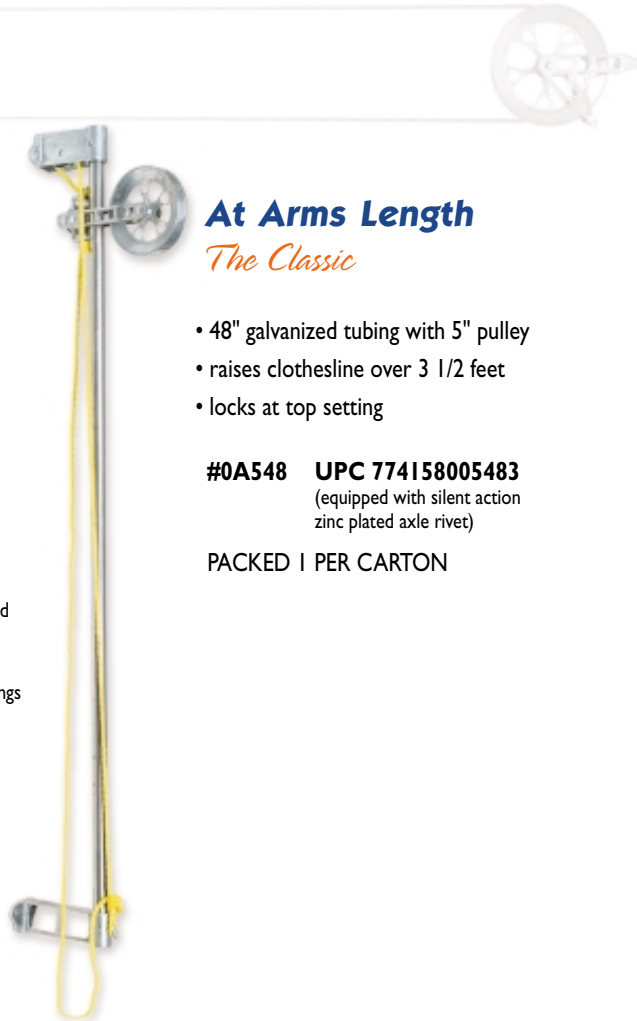 At Arms Length
The Classic
• 48" galvanized tubing with 5" pulley
• raises clothesline over 3 1/2 feet
• locks at top setting
#0A548 UPC 774158005483
(equipped with silent action
zinc plated axle rivet)
PACKED 1 PER CARTON
d
ngs